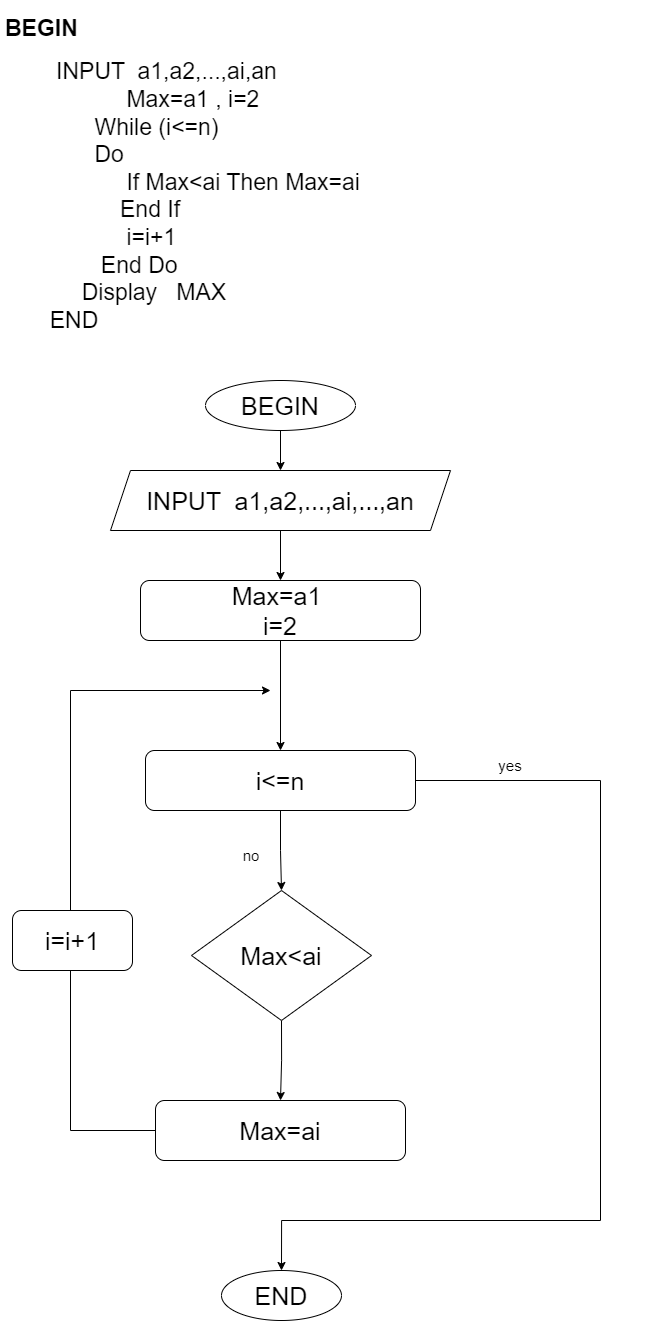 BEGIN
INPUT a1,a2,...,ai,an
Max=a1 , i=2
While (i<=n)
Do
If Max<ai Then Max=ai
End If
i=i+1
End Do
Display MAX
END
BEGIN
INPUT a1,a2,...,ai,...,an
Max=a1
i=2
i<=n
yes
no
i=i+1
Max<ai
Max=ai
END